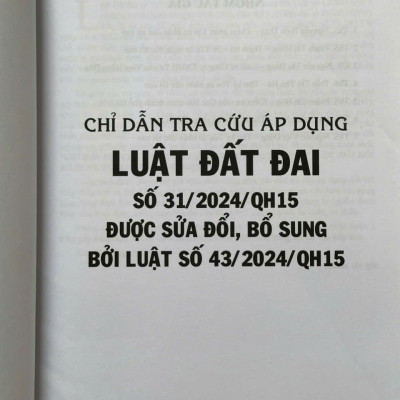 CHỈ DẪN TRA CỨU ÁP DỤNG
LUẬT ĐẤT ĐAI
SỐ 31/2024/QH15
ĐƯỢC SỬA ĐỔI, BỔ SUNG
BỞI LUẬT SỐ 43/2024/QH15